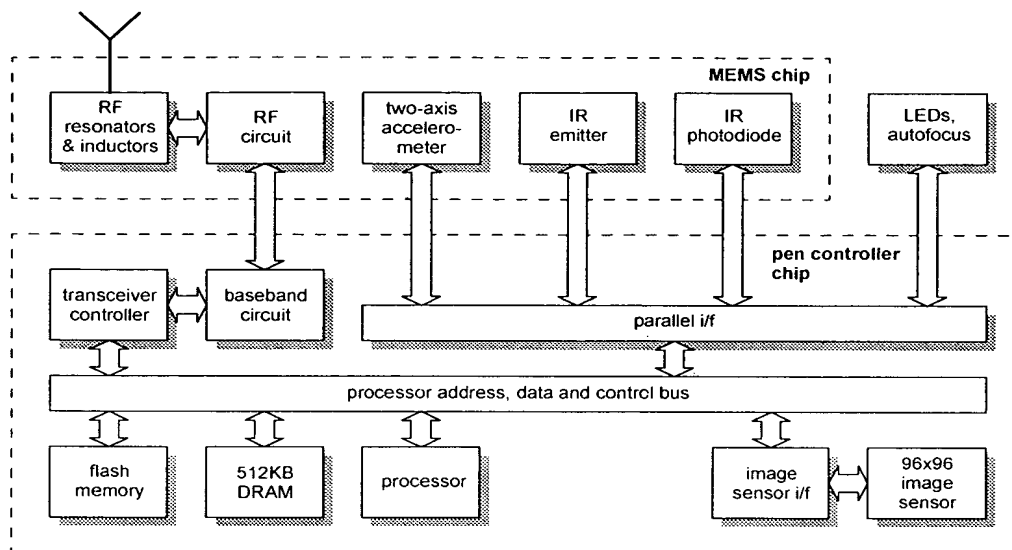 MEMS chip
RF
resonators
& inductors
RF
circuit
two-axis
accelero-
meter
IR
emitter
IR
photodiode
LEDs,
autofocus
pen controller
chip
transceiver
controller
baseband
circuit
parallel i/f
processor address, data and control bus
flash
memory
512KB
DRAM
processor
image
sensor i/f
96x96
image
sensor